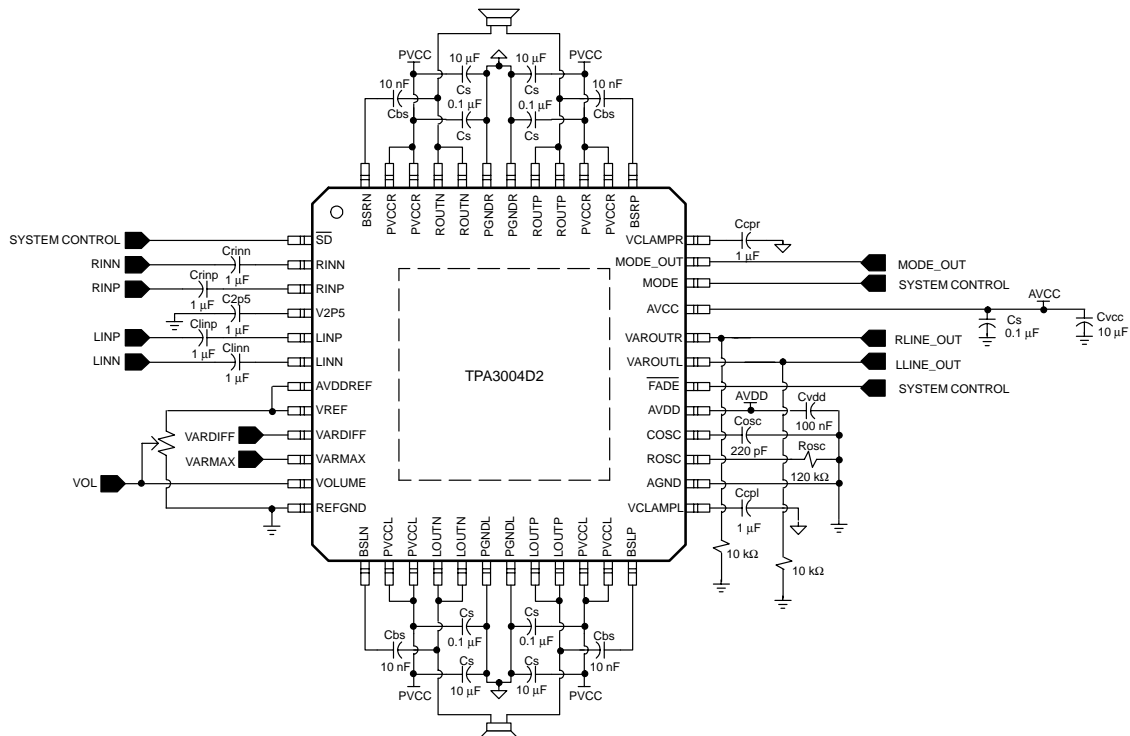 PVCC
10 µF
Cs
10 µF
Cs
PVCC
10 nF
Cbs
0.1 µF
Cs
0.1 µF
Cs
10 nF
Cbs
BSRN
PVCCR
PVCCR
ROUTN
ROUTN
PGNDR
PGNDR
ROUTP
ROUTP
PVCCR
PVCCR
BSRP
SYSTEM CONTROL
SD
RINN
Crinn
1 µF
RINN
RINP
Crinp
1 µF
RINP
C2p5
1 µF
V2P5
LINP
Clinp
1 µF
LINP
LINN
Clinn
1 µF
LINN
AVDDREF
VREF
VARDIFF
VARDIFF
VARMAX
VARMAX
VOL
VOLUME
REFGND
TPA3004D2
VCLAMPR
Ccpr
1 µF
MODE_OUT
MODE_OUT
MODE
SYSTEM CONTROL
AVCC
AVCC
Cs
0.1 µF
Cvcc
10 µF
VAROUTR
RLINE_OUT
VAROUTL
LLINE_OUT
FADE
SYSTEM CONTROL
AVDD
AVDD
Cvdd
100 nF
COSC
Cosc
220 pF
ROSC
Rosc
120 kΩ
AGND
VCLAMPL
Ccpl
1 µF
10 kΩ
10 kΩ
BSLN
PVCCL
PVCCL
LOUTN
LOUTN
PGNDL
PGNDL
LOUTP
LOUTP
PVCCL
PVCCL
BSLP
Cbs
10 nF
Cs
0.1 µF
Cs
0.1 µF
Cbs
10 nF
Cs
10 µF
Cs
10 µF
PVCC
PVCC